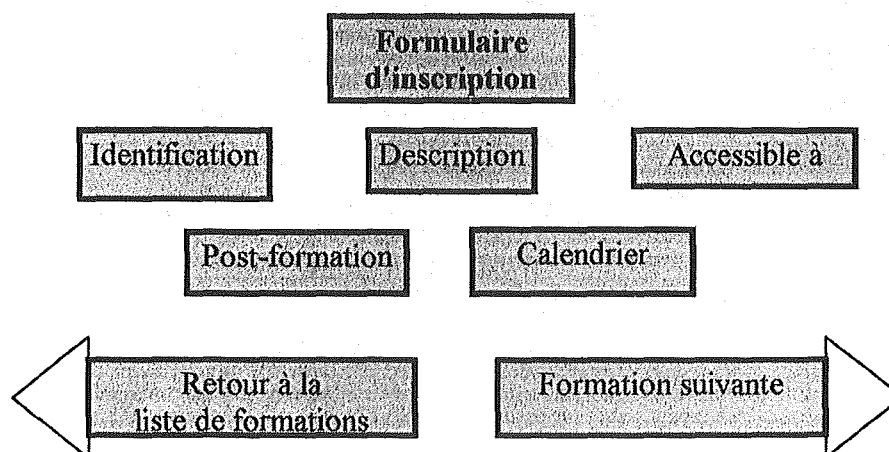 Formulaire
d'inscription
Identification
Description
Accessible à
Post-formation
Calendrier
Retour à la
liste de formations
Formation suivante